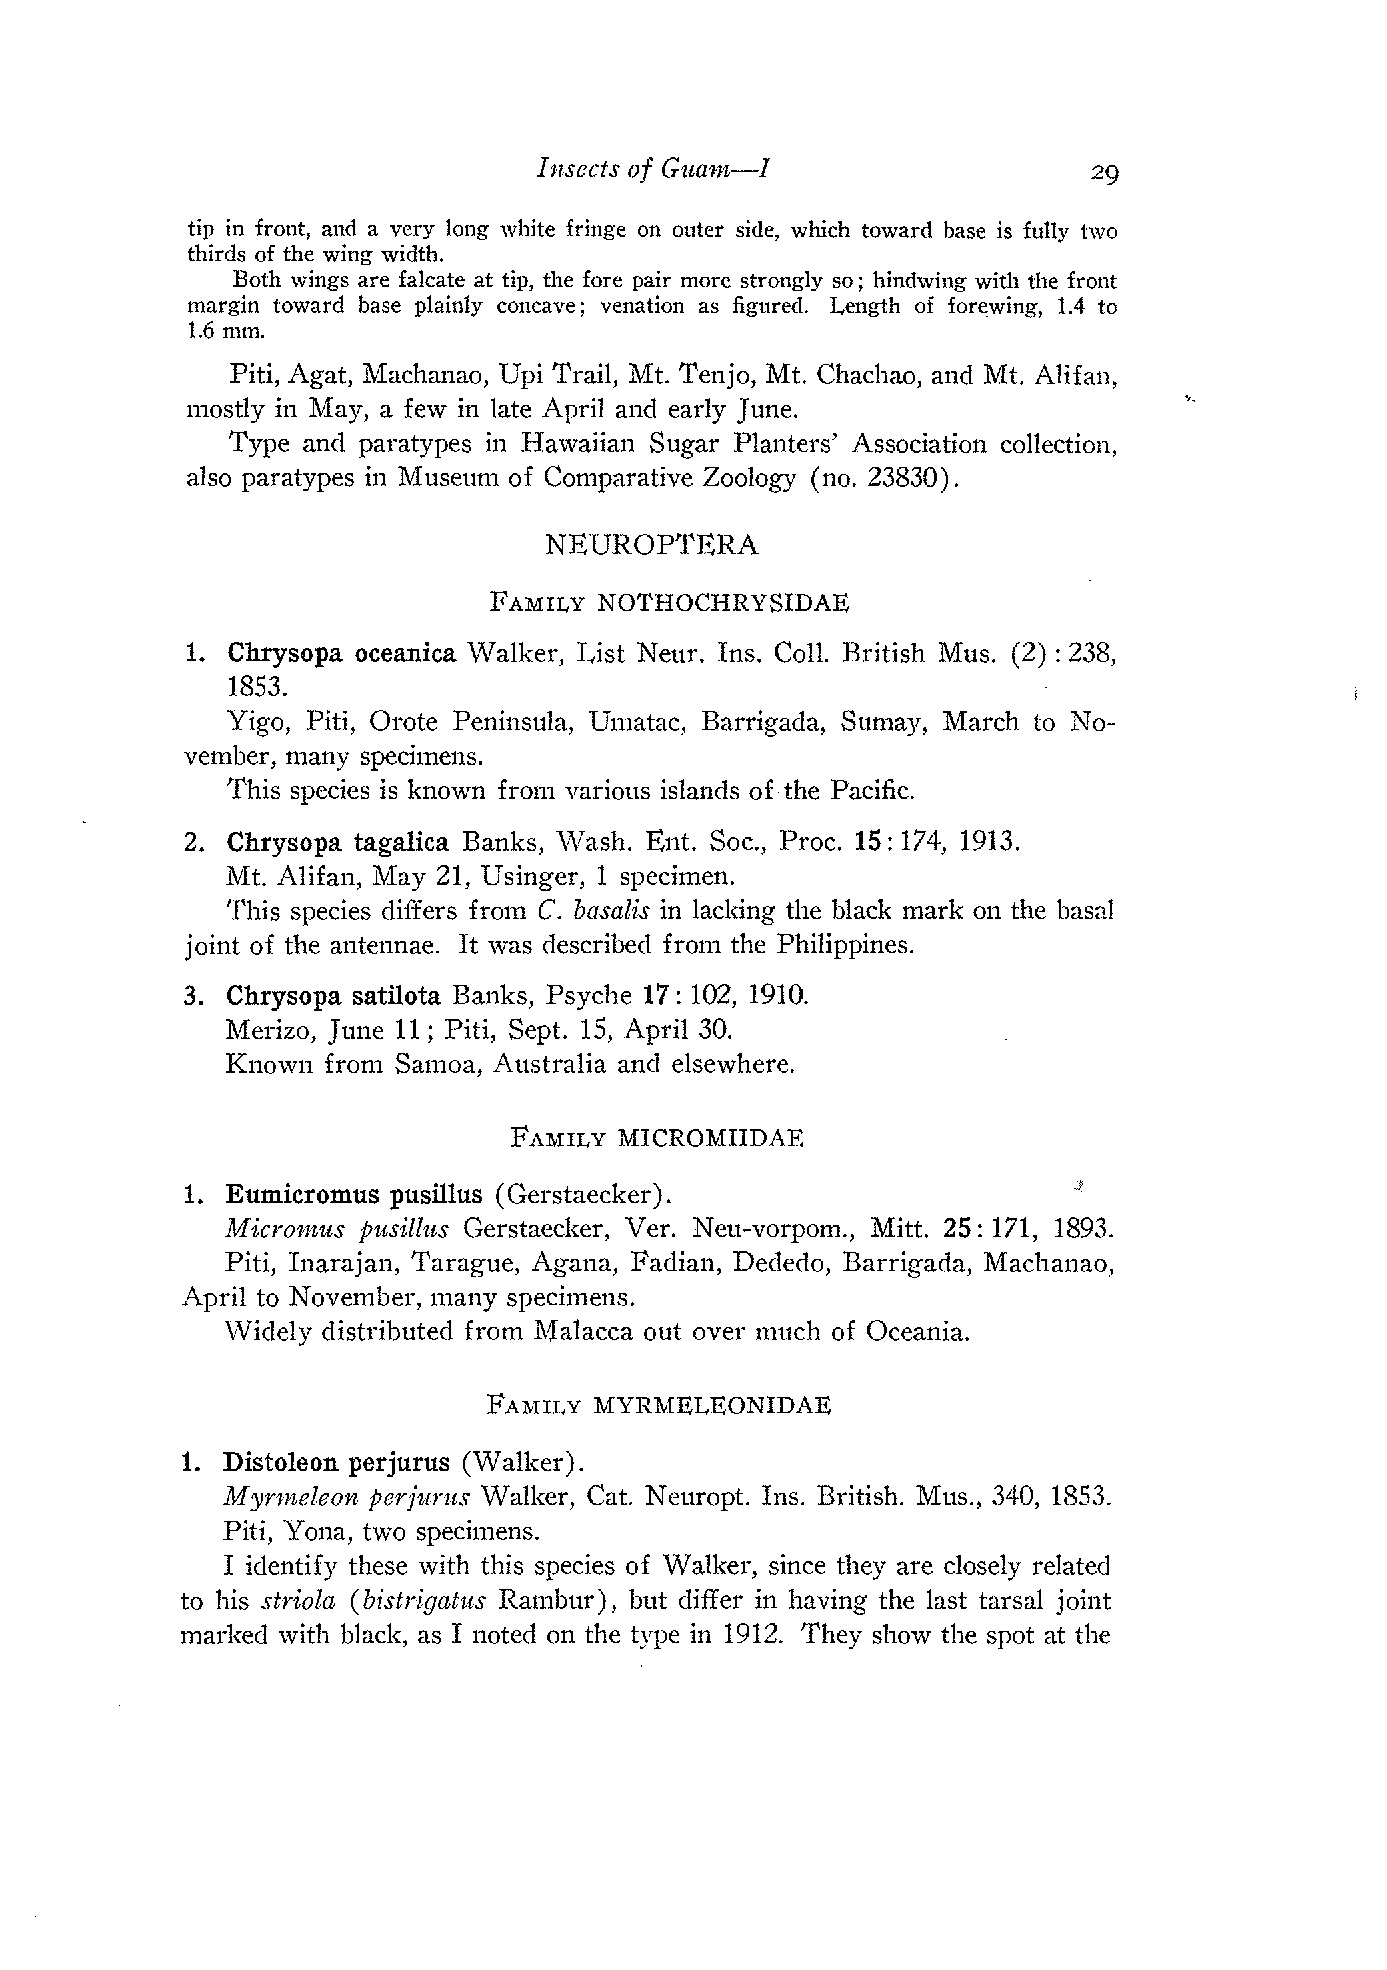 Insects of Guam—I 29
tip in front, and a very long white fringe on outer side, which toward base is fully two
thirds of the wing width.
Both wings are falcate at tip, the fore pair more strongly so; hindwing with the front
margin toward base plainly concave; venation as figured. Length of forewing, 1.4 to
1.6 mm.
Piti, Agat, Machanao, Upi Trail, Mt. Tenjo, Mt. Chachao, and Mt. Alifan,
mostly in May, a few in late April and early June.
Type and paratypes in Hawaiian Sugar Planters' Association collection,
also paratypes in Museum of Comparative Zoology (no. 23830).
NEUROPTERA
FAMILY NOTHOCHRYSIDAE
1. Chrysopa oceanica Walker, List Neur. Ins. Coll. British Mus. (2) : 238,
1853.
Yigo, Piti, Orote Peninsula, Umatac, Barrigada, Sumay, March to No-
vember, many specimens.
This species is known from various islands of the Pacific.
2. Chrysopa tagalica Banks, Wash. Ent. Soc., Proc. 15: 174, 1913.
Mt. Alifan, May 21, Usinger, 1 specimen.
This species differs from C. basalis in lacking the black mark on the basal
joint of the antennae. It was described from the Philippines.
3. Chrysopa satilota Banks, Psyche 17: 102, 1910.
Merizo, June 11; Piti, Sept. 15, April 30.
Known from Samoa, Australia and elsewhere.
FAMILY MICROMIIDAE
1. Eumicromus pusillus (Gerstaecker).
Micromus pusillus Gerstaecker, Ver. Neu-vorpom., Mitt. 25: 171, 1893.
Piti, Inarajan, Tarague, Agana, Fadian, Dededo, Barrigada, Machanao,
April to November, many specimens.
Widely distributed from Malacca out over much of Oceania.
FAMILY MYRMELEONIDAE
1. Distoleon perjurus (Walker).
Myrmeleon perjurus Walker, Cat. Neuropt. Ins. British. Mus., 340, 1853.
Piti, Yona, two specimens.
I identify these with this species of Walker, since they are closely related
to his striola (bistrigatus Rambur), but differ in having the last tarsal joint
marked with black, as I noted on the type in 1912. They show the spot at the